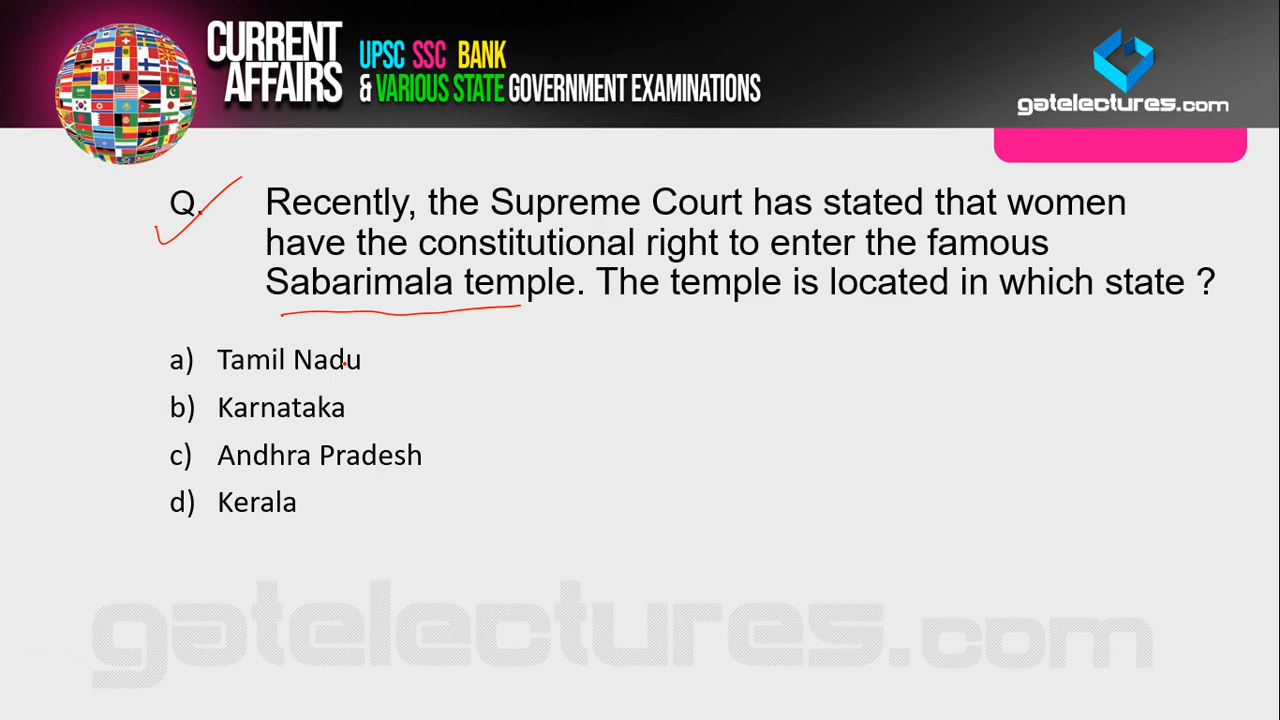 CURRENT
AFFAIRS
UPSC SSC BANK
& VARIOUS STATE GOVERNMENT EXAMINATIONS
gatelectures.com
Q. Recently, the Supreme Court has stated that women
have the constitutional right to enter the famous
Sabarimala temple. The temple is located in which state ?
a) Tamil Nadu
b) Karnataka
c) Andhra Pradesh
d) Kerala
gatelectures.com